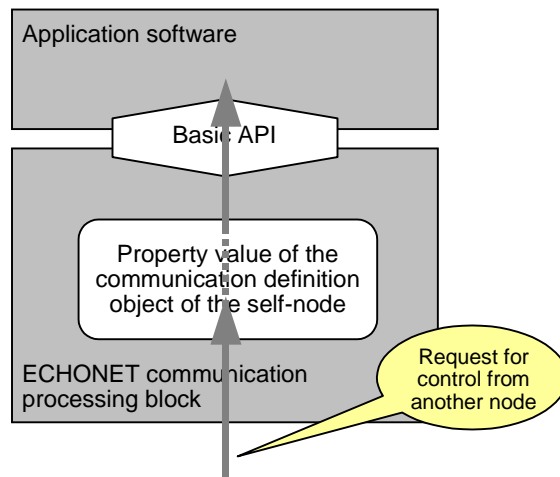 Application software
Basic API
Property value of the
communication definition
object of the self-node
ECHONET communication
processing block
Request for
control from
another node